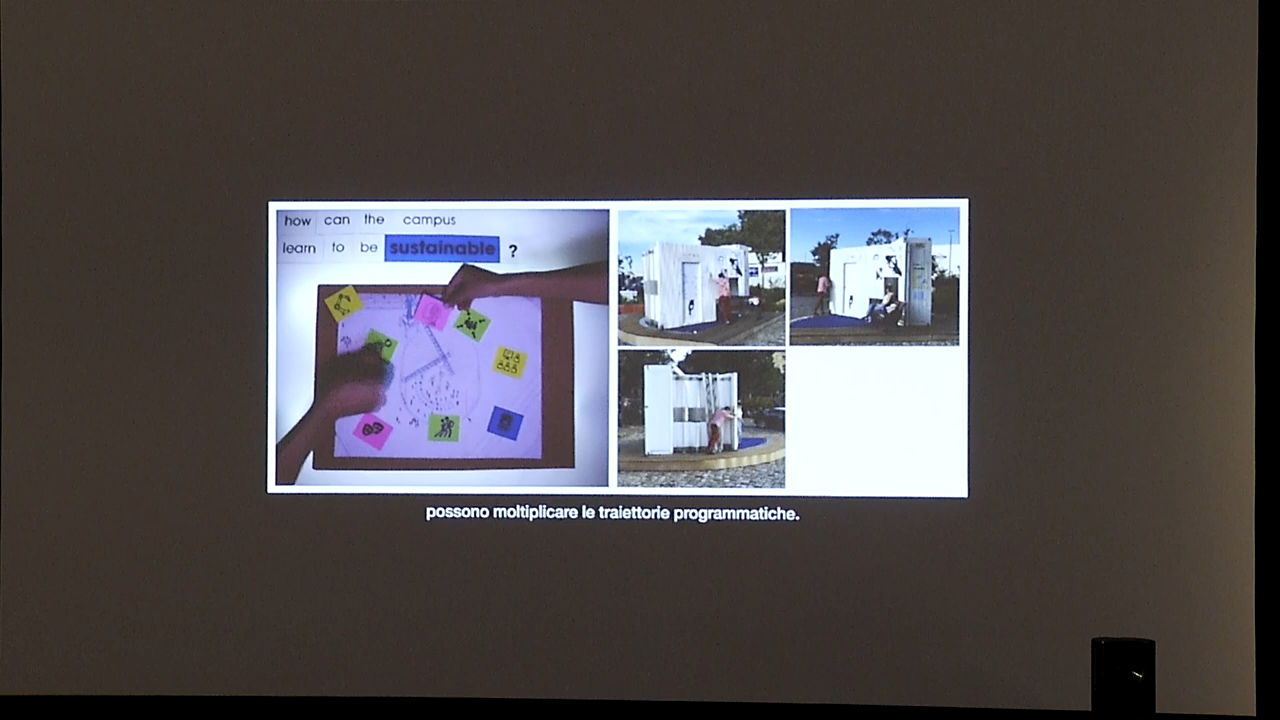 how can the campus
learn to be sustainable ?
possono moltiplicare le traiettorie programmatiche.